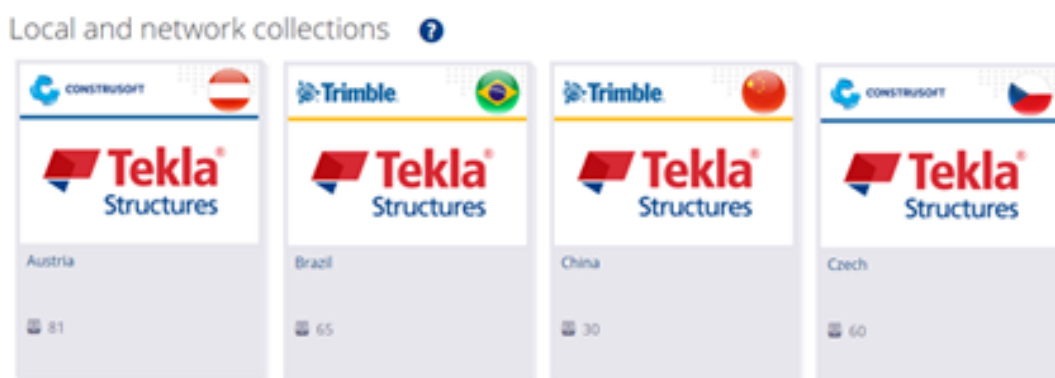 Local and network collections ?
CONSTRUSOFT
Tekla®
Structures
Austria
81
Trimble.
Tekla®
Structures
Brazil
65
Trimble.
Tekla®
Structures
China
30
CONSTRUSOFT
Tekla®
Structures
Czech
60